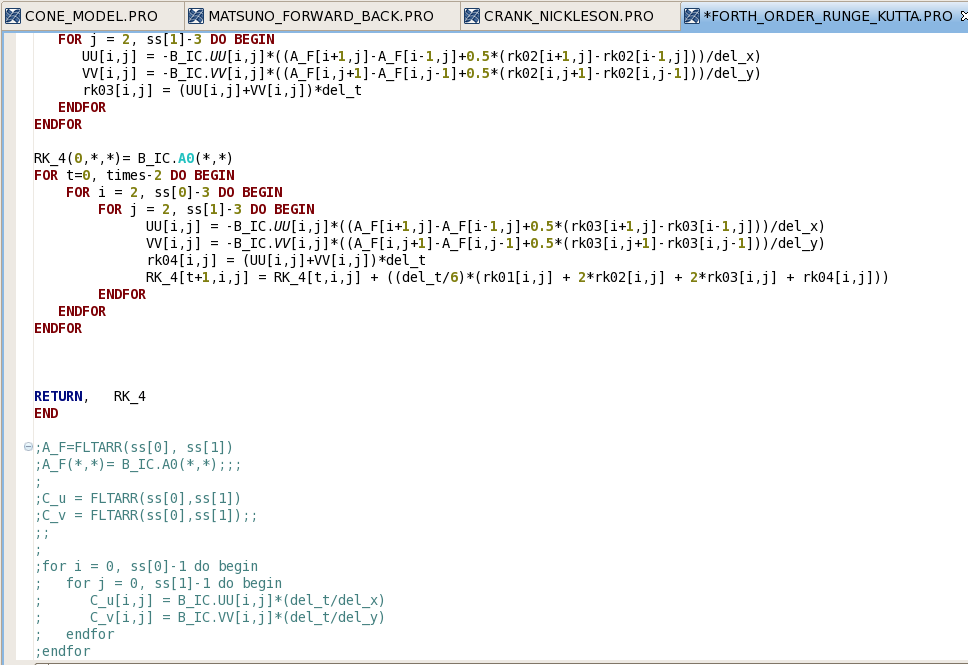 CONE_MODEL.PRO MATSUNO_FORWARD_BACK.PRO CRANK_NICKLESON.PRO *FORTH_ORDER_RUNGE_KUTTA.PRO
FOR j = 2, ss[1]-3 DO BEGIN
UU[i,j] = -B_IC.UU[i,j]*((A_F[i+1,j]-A_F[i-1,j]+0.5*(rk02[i+1,j]-rk02[i-1,j]))/del_x)
VV[i,j] = -B_IC.VV[i,j]*((A_F[i,j+1]-A_F[i,j-1]+0.5*(rk02[i,j+1]-rk02[i,j-1]))/del_y)
rk03[i,j] = (UU[i,j]+VV[i,j])*del_t
ENDFOR
ENDFOR
RK_4(0,*,*)= B_IC.A0(*,*)
FOR t=0, times-2 DO BEGIN
FOR i = 2, ss[0]-3 DO BEGIN
FOR j = 2, ss[1]-3 DO BEGIN
UU[i,j] = -B_IC.UU[i,j]*((A_F[i+1,j]-A_F[i-1,j]+0.5*(rk03[i+1,j]-rk03[i-1,j]))/del_x)
VV[i,j] = -B_IC.VV[i,j]*((A_F[i,j+1]-A_F[i,j-1]+0.5*(rk03[i,j+1]-rk03[i,j-1]))/del_y)
rk04[i,j] = (UU[i,j]+VV[i,j])*del_t
RK_4[t+1,i,j] = RK_4[t,i,j] + ((del_t/6)*(rk01[i,j] + 2*rk02[i,j] + 2*rk03[i,j] + rk04[i,j]))
ENDFOR
ENDFOR
ENDFOR
RETURN,   RK_4
END
;A_F=FLTARR(ss[0], ss[1])
;A_F(*,*)= B_IC.A0(*,*);;;
;
;C_u = FLTARR(ss[0],ss[1])
;C_v = FLTARR(ss[0],ss[1]);;
;;
;
;for i = 0, ss[0]-1 do begin
;   for j = 0, ss[1]-1 do begin
;      C_u[i,j] = B_IC.UU[i,j]*(del_t/del_x)
;      C_v[i,j] = B_IC.VV[i,j]*(del_t/del_y)
;   endfor
;endfor